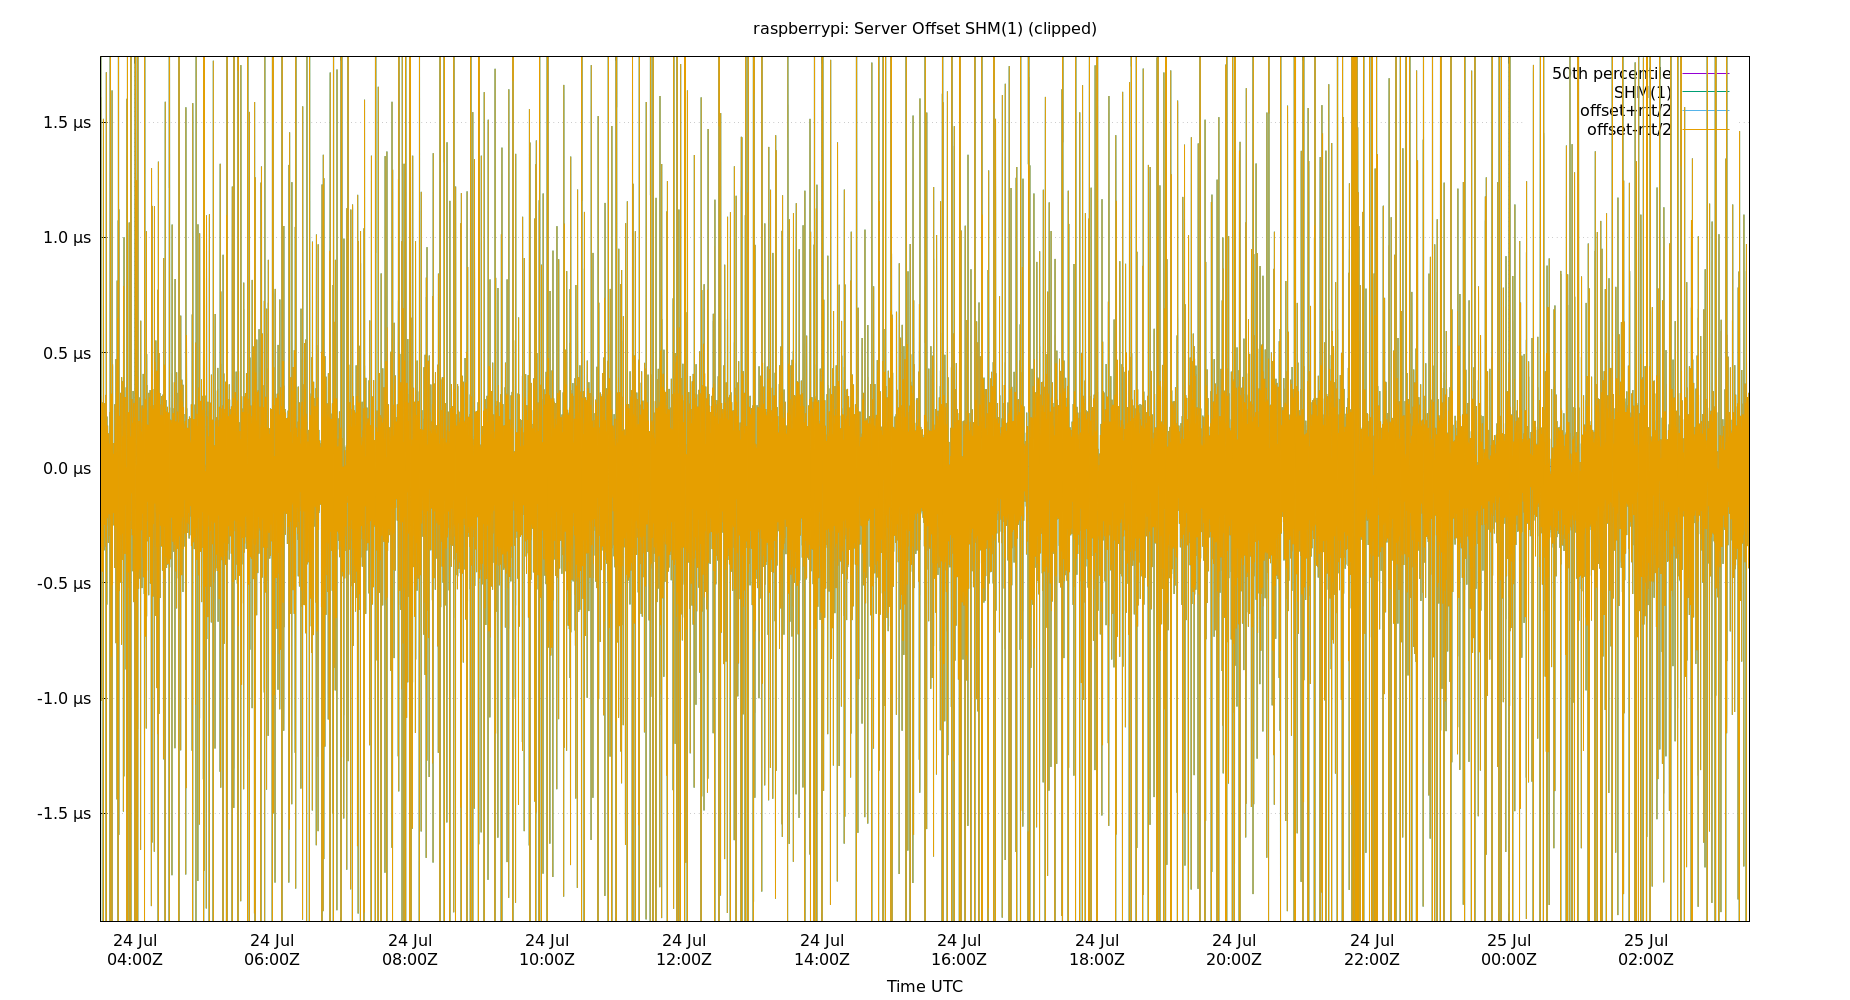 raspberrypi: Server Offset SHM(1) (clipped)
50th percentile
SHM(1)
offset+rtt/2
offset-rtt/2
1.5 µs
1.0 µs
0.5 µs
0.0 µs
-0.5 µs
-1.0 µs
-1.5 µs
24 Jul 24 Jul 24 Jul 24 Jul 24 Jul 24 Jul 24 Jul 24 Jul 24 Jul 24 Jul 25 Jul 25 Jul
04:00Z 06:00Z 08:00Z 10:00Z 12:00Z 14:00Z 16:00Z 18:00Z 20:00Z 22:00Z 00:00Z 02:00Z
Time UTC